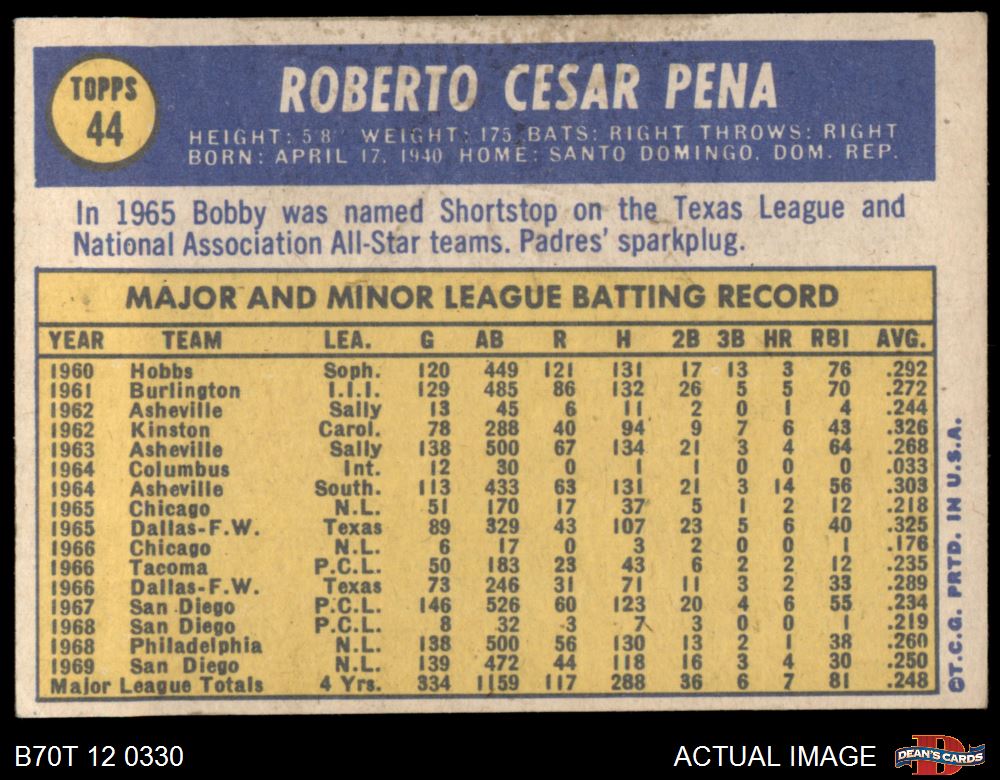 TOPPS
44
ROBERTO CESAR PENA
HEIGHT: 5'8" WEIGHT: 175 BATS: RIGHT THROWS: RIGHT
BORN: APRIL 17, 1940 HOME: SANTO DOMINGO, DOM. REP.
In 1965 Bobby was named Shortstop on the Texas League and
National Association All-Star teams. Padres' sparkplug.
MAJOR AND MINOR LEAGUE BATTING RECORD
YEAR TEAM LEA. G AB R H 2B 3B HR RBI AVG.
1960 Hobbs Soph. 120 449 121 131 17 13 3 76 .292
1961 Burlington I.I.I. 129 485 86 132 26 5 5 70 .272
1962 Asheville Sally 13 45 6 11 2 0 1 4 .244
1962 Kinston Carol. 78 288 40 94 9 7 6 43 .326
1963 Asheville Sally 138 500 67 134 21 3 4 64 .268
1964 Columbus Int. 12 30 0 1 1 0 0 0 .033
1964 Asheville South. 113 433 63 131 21 3 14 56 .303
1965 Chicago N.L. 51 170 17 37 5 1 2 12 .218
1965 Dallas-F.W. Texas 89 329 43 107 23 5 6 40 .325
1966 Chicago N.L. 6 17 0 3 2 0 0 1 .176
1966 Tacoma P.C.L. 50 183 23 43 6 2 2 12 .235
1966 Dallas-F.W. Texas 73 246 31 71 11 3 2 33 .289
1967 San Diego P.C.L. 146 526 60 123 20 4 6 55 .234
1968 San Diego P.C.L. 8 32 3 7 3 0 0 1 .219
1968 Philadelphia N.L. 138 500 56 130 13 2 1 38 .260
1969 San Diego N.L. 139 472 44 118 16 3 4 30 .250
Major League Totals 4 Yrs. 334 1159 117 288 36 6 7 81 .248
©T.C.G. PRTD. IN U.S.A.
B70T 12 0330
ACTUAL IMAGE
D
DEAN'S CARDS